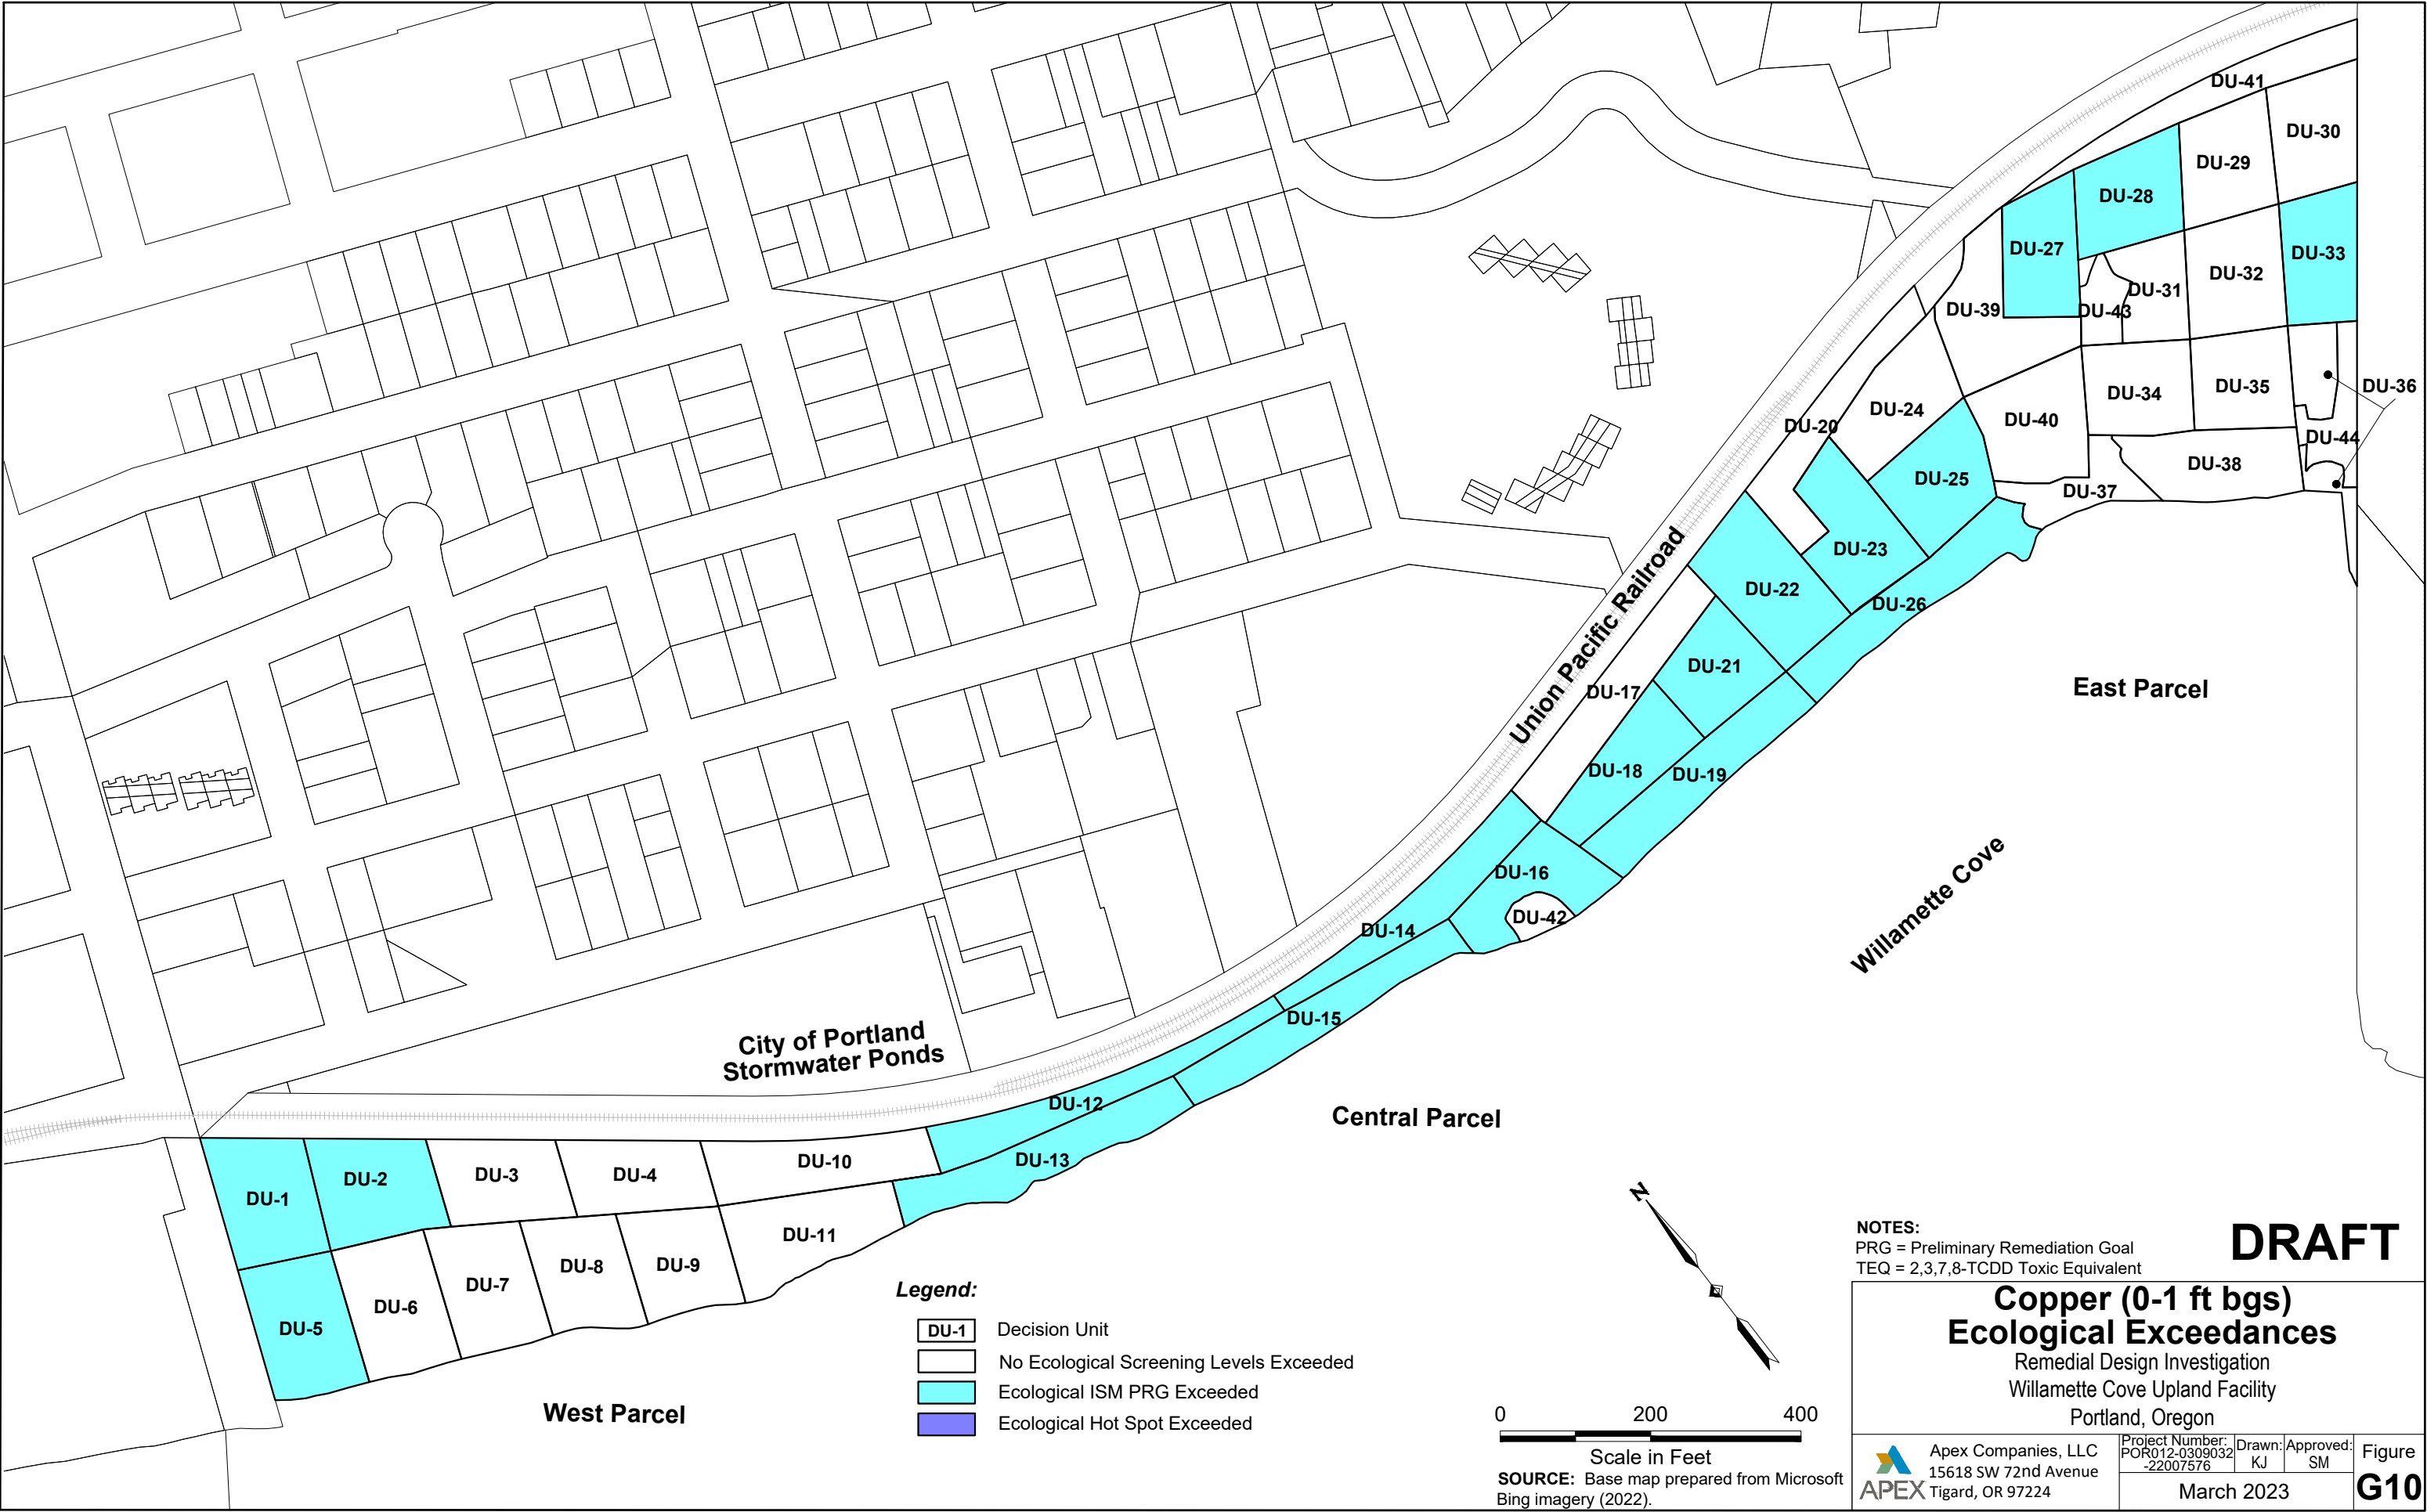 DU-41
DU-30
DU-29
DU-28
DU-27
DU-33
DU-32
DU-31
DU-39
DU-43
DU-36
DU-35
DU-34
DU-24
DU-40
DU-20
DU-44
DU-38
DU-25
DU-37
DU-23
DU-22
DU-26
Union Pacific Railroad
DU-21
DU-17
East Parcel
DU-18
DU-19
DU-16
DU-42
DU-14
Willamette Cove
DU-15
City of Portland
Stormwater Ponds
DU-12
Central Parcel
DU-13
DU-10
DU-3
DU-4
DU-2
DU-1
DU-11
DU-9
DU-8
DU-7
DU-6
DU-5
West Parcel
N
Legend:
DU-1 Decision Unit
No Ecological Screening Levels Exceeded
Ecological ISM PRG Exceeded
Ecological Hot Spot Exceeded
0 200 400
Scale in Feet
SOURCE: Base map prepared from Microsoft
Bing imagery (2022).
NOTES:
PRG = Preliminary Remediation Goal
TEQ = 2,3,7,8-TCDD Toxic Equivalent
DRAFT
Copper (0-1 ft bgs)
Ecological Exceedances
Remedial Design Investigation
Willamette Cove Upland Facility
Portland, Oregon
APEX
Apex Companies, LLC
15618 SW 72nd Avenue
Tigard, OR 97224
Project Number:
POR012-0309032
-22007576
Drawn:
KJ
Approved:
SM
March 2023
Figure
G10